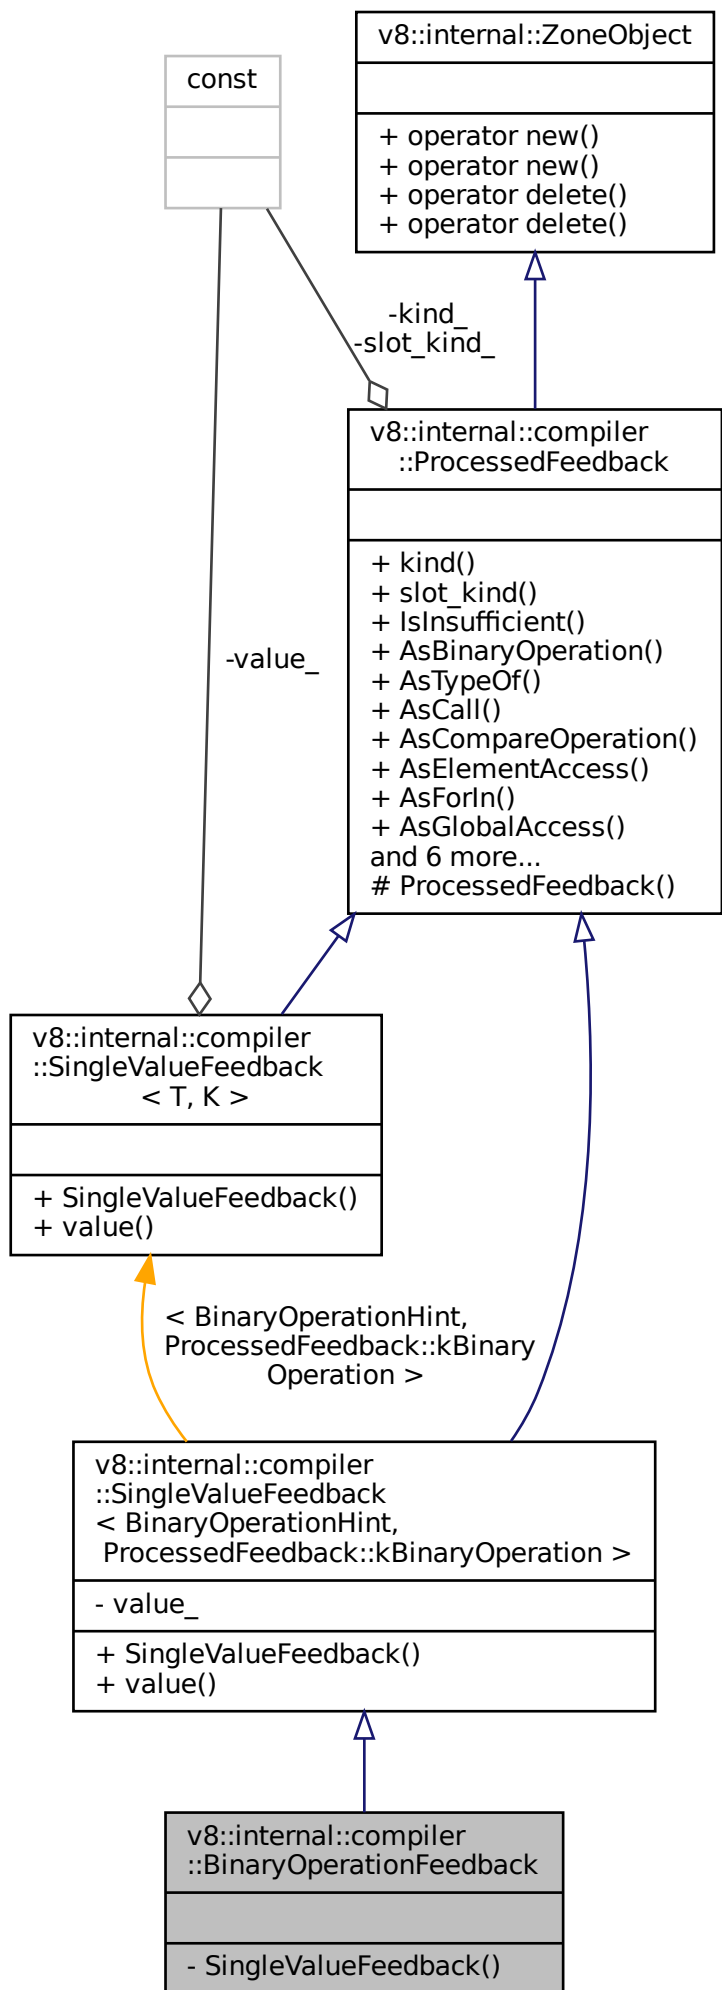 v8::internal::ZoneObject
+ operator new()
+ operator new()
+ operator delete()
+ operator delete()
const
-kind_
-slot_kind_
v8::internal::compiler
::ProcessedFeedback
+ kind()
+ slot_kind()
+ IsInsufficient()
+ AsBinaryOperation()
+ AsTypeOf()
+ AsCall()
+ AsCompareOperation()
+ AsElementAccess()
+ AsForIn()
+ AsGlobalAccess()
and 6 more...
# ProcessedFeedback()
-value_
v8::internal::compiler
::SingleValueFeedback
< T, K >
+ SingleValueFeedback()
+ value()
< BinaryOperationHint,
ProcessedFeedback::kBinary
Operation >
v8::internal::compiler
::SingleValueFeedback
< BinaryOperationHint,
ProcessedFeedback::kBinaryOperation >
- value_
+ SingleValueFeedback()
+ value()
v8::internal::compiler
::BinaryOperationFeedback
- SingleValueFeedback()